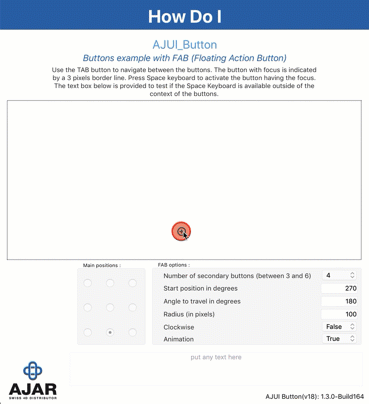 How Do I
AJUI_Button
Buttons example with FAB (Floating Action Button)
Use the TAB button to navigate between the buttons. The button with focus is indicated
by a 3 pixels border line. Press Space keyboard to activate the button having the focus.
The text box below is provided to test if the Space Keyboard is available outside of the
context of the buttons.
Main positions :
FAB options :
Number of secondary buttons (between 3 and 6) 4
Start position in degrees 270
Angle to travel in degrees 180
Radius (in pixels) 100
Clockwise False
Animation True
put any text here
AJAR
SWISS 4D DISTRIBUTOR
AJUI Button(v18): 1.3.0-Build164